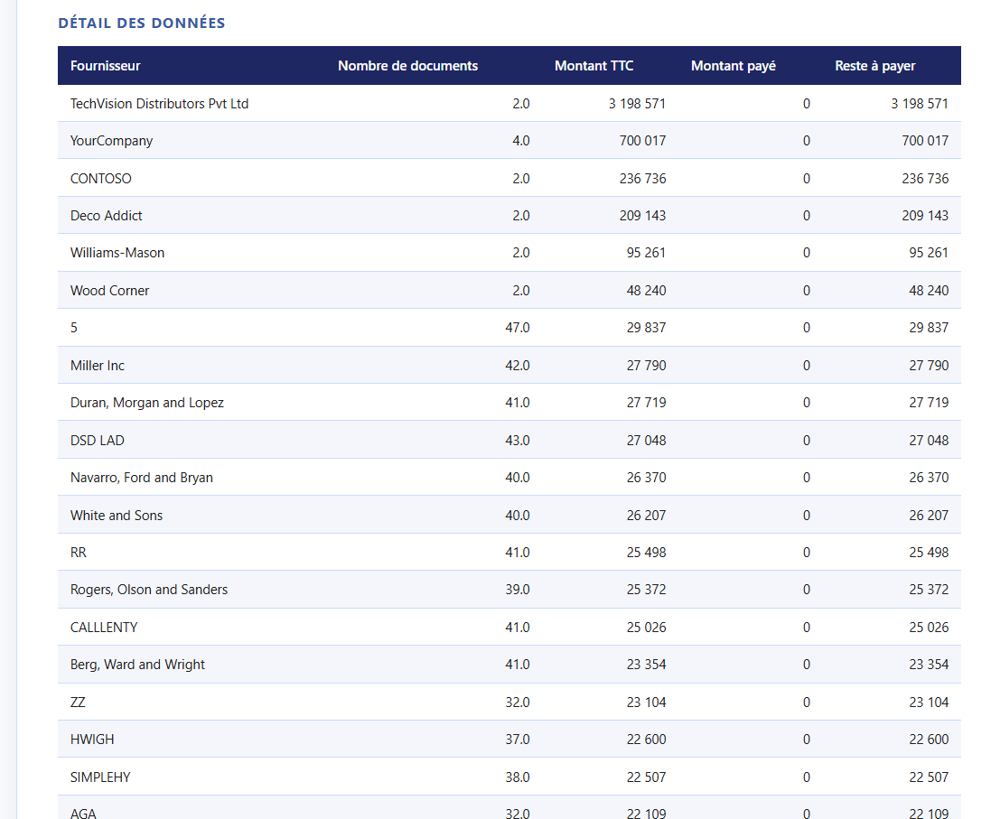 DÉTAIL DES DONNÉES
Fournisseur Nombre de documents Montant TTC Montant payé Reste à payer
TechVision Distributors Pvt Ltd 2.0 3 198 571 0 3 198 571
YourCompany 4.0 700 017 0 700 017
CONTOSO 2.0 236 736 0 236 736
Deco Addict 2.0 209 143 0 209 143
Williams-Mason 2.0 95 261 0 95 261
Wood Corner 2.0 48 240 0 48 240
5 47.0 29 837 0 29 837
Miller Inc 42.0 27 790 0 27 790
Duran, Morgan and Lopez 41.0 27 719 0 27 719
DSD LAD 43.0 27 048 0 27 048
Navarro, Ford and Bryan 40.0 26 370 0 26 370
White and Sons 40.0 26 207 0 26 207
RR 41.0 25 498 0 25 498
Rogers, Olson and Sanders 39.0 25 372 0 25 372
CALLLENTY 41.0 25 026 0 25 026
Berg, Ward and Wright 41.0 23 354 0 23 354
ZZ 32.0 23 104 0 23 104
HWIGH 37.0 22 600 0 22 600
SIMPLEHY 38.0 22 507 0 22 507
AGA 32.0 22 109 0 22 109